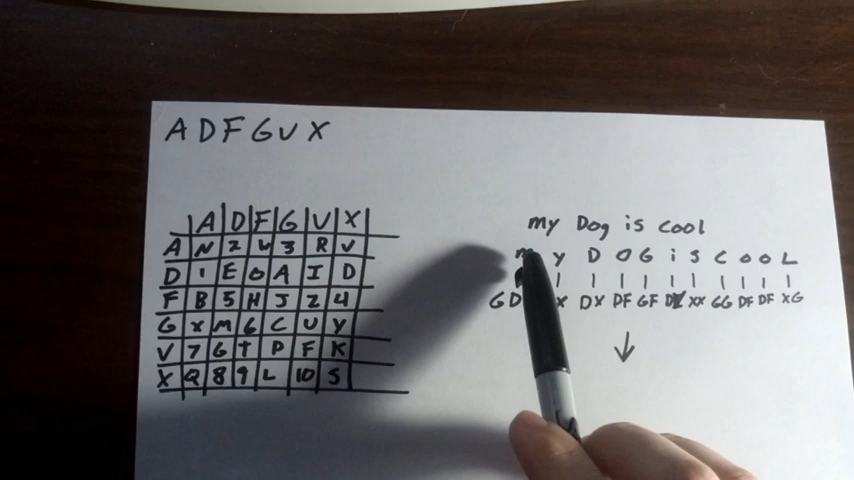 ADFGVX
A D F G V X
A N 2 W 3 R V
D 1 E O A I D
F B 5 H J Z 4
G X M 6 C U Y
V 7 G T P F K
X Q 8 9 L 10 S
my Dog is cool
m y D O G i S C O O L
GD X DX DF GF XX GG DF DF XG